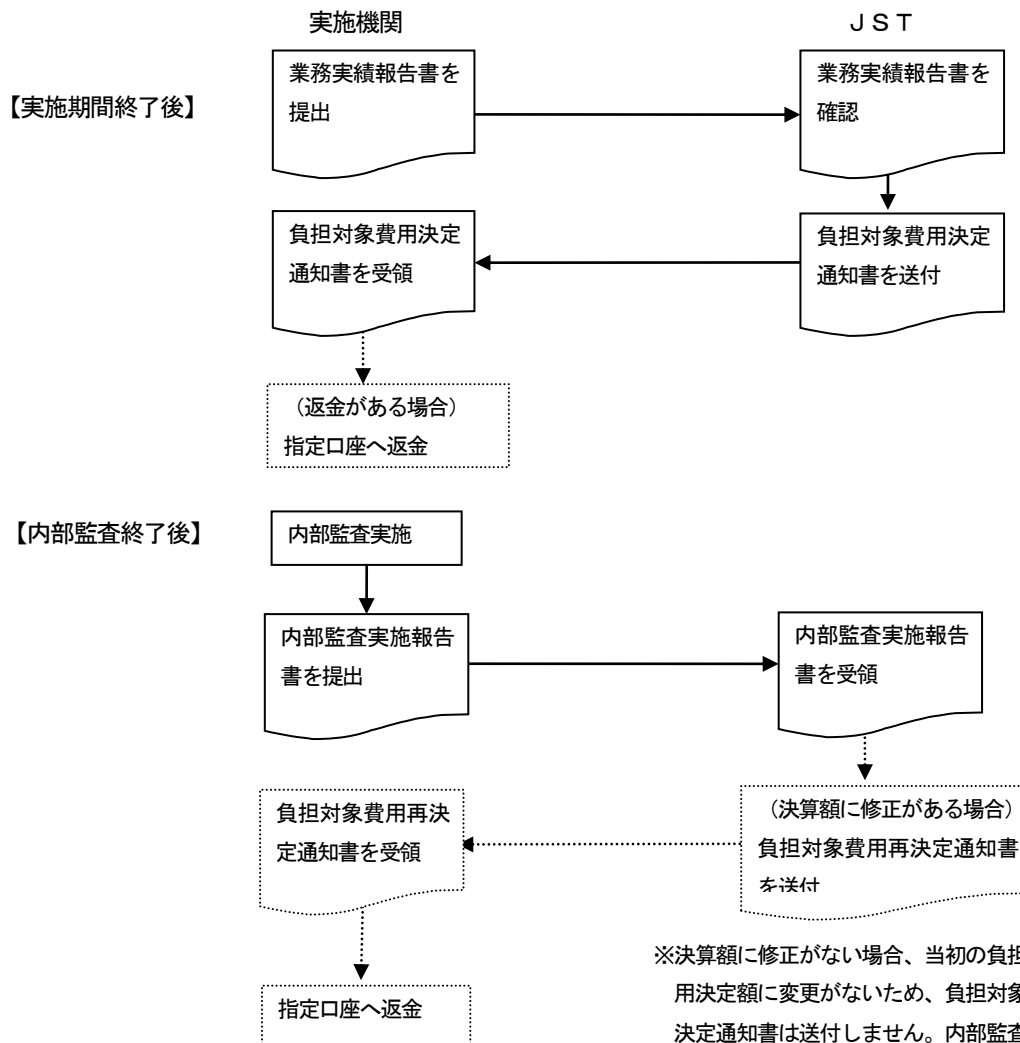 実施機関
ＪＳＴ
【実施期間終了後】
業務実績報告書を
提出
業務実績報告書を
確認
負担対象費用決定
通知書を受領
負担対象費用決定
通知書を送付
（返金がある場合）
指定口座へ返金
【内部監査終了後】
内部監査実施
内部監査実施報告
書を提出
内部監査実施報告
書を受領
負担対象費用再決
定通知書を受領
（決算額に修正がある場合）
負担対象費用再決定通知書
を送付
指定口座へ返金
※決算額に修正がない場合、当初の負担
用決定額に変更がないため、負担対象
決定通知書は送付しません。内部監査